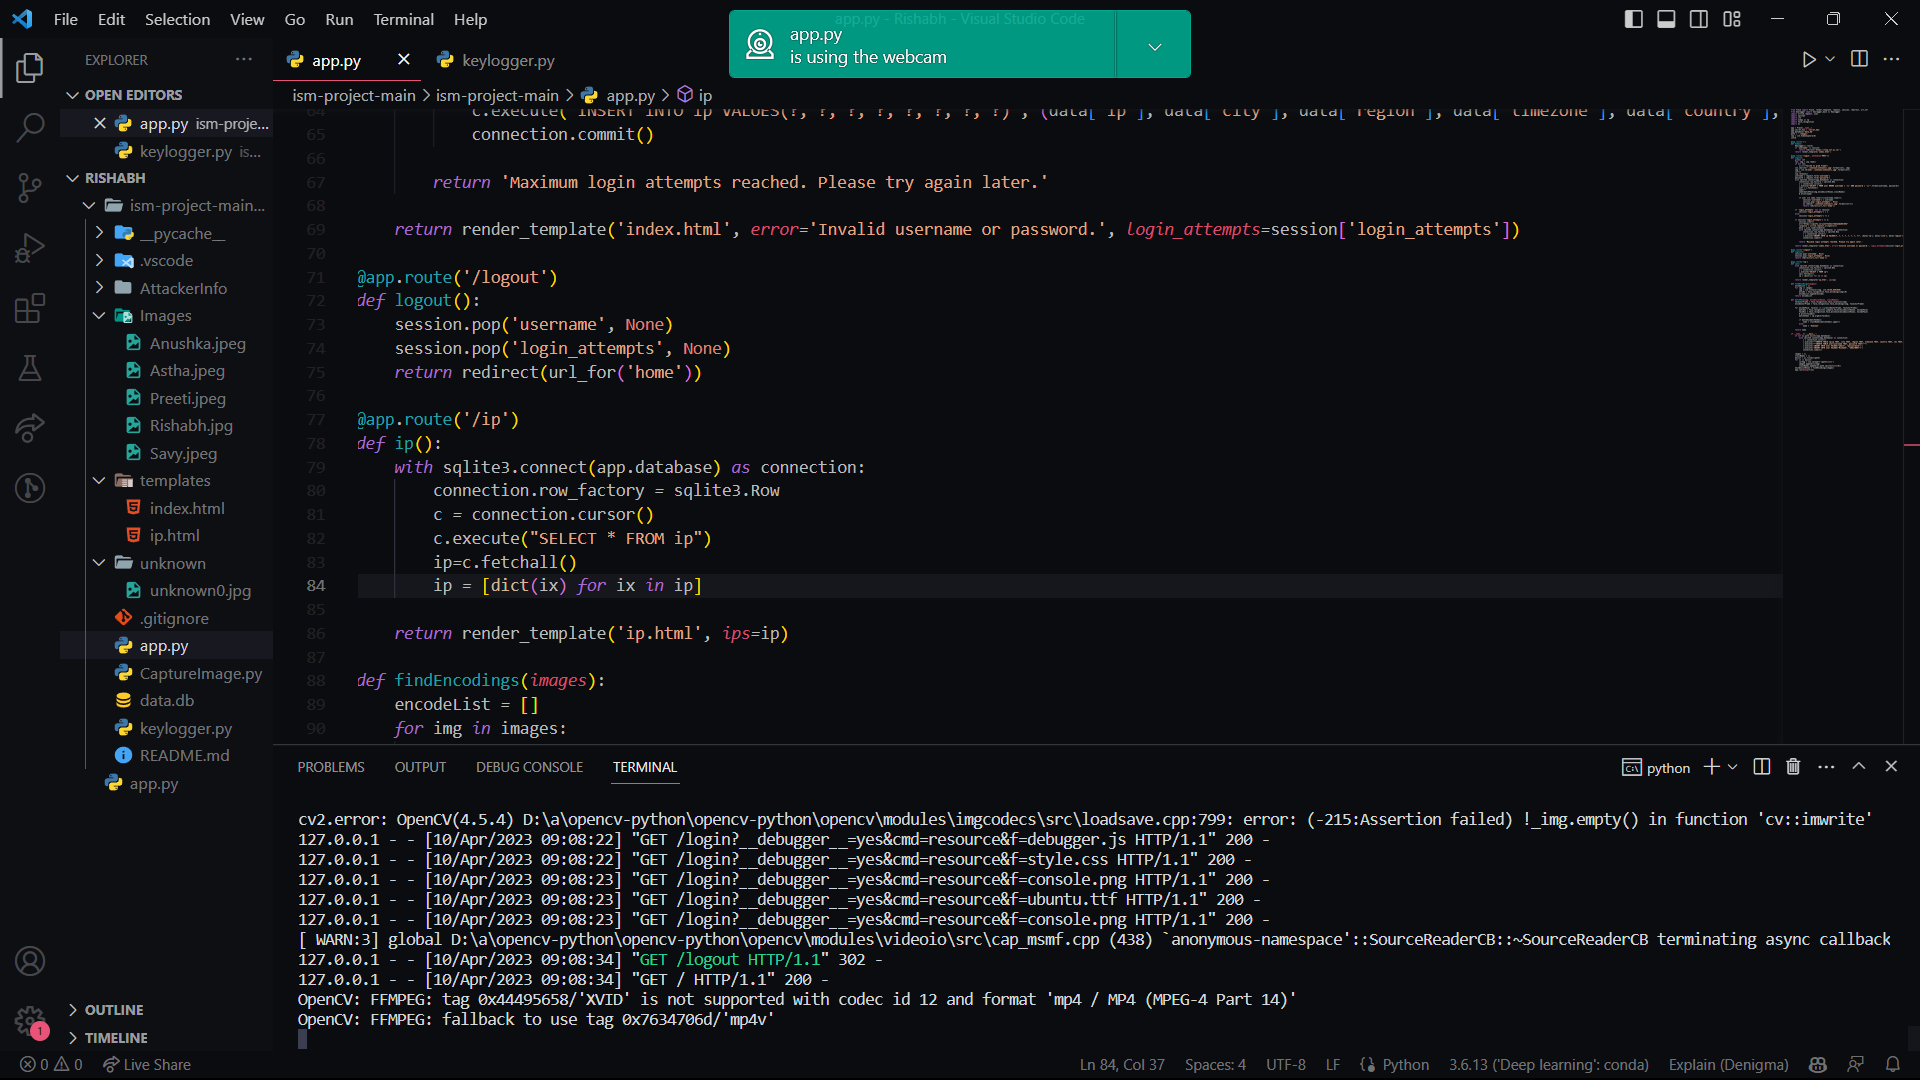 File Edit Selection View Go Run Terminal Help
app.py - Rishabh - Visual Studio Code
app.py
is using the webcam
EXPLORER
OPEN EDITORS
app.py ism-proje...
keylogger.py is...
RISHABH
ism-project-main...
__pycache__
.vscode
AttackerInfo
Images
Anushka.jpeg
Astha.jpeg
Preeti.jpeg
Rishabh.jpg
Savy.jpeg
templates
index.html
ip.html
unknown
unknown0.jpg
.gitignore
app.py
CaptureImage.py
data.db
keylogger.py
README.md
app.py
OUTLINE
TIMELINE
1
app.py
keylogger.py
ism-project-main > ism-project-main > app.py > ip
64 c.execute("INSERT INTO ip VALUES(?, ?, ?, ?, ?, ?, ?, ?)", (data['ip'], data['city'], data['region'], data['timezone'], data['country'],
65 connection.commit()
66
67 return 'Maximum login attempts reached. Please try again later.'
68
69 return render_template('index.html', error='Invalid username or password.', login_attempts=session['login_attempts'])
70
71 @app.route('/logout')
72 def logout():
73 session.pop('username', None)
74 session.pop('login_attempts', None)
75 return redirect(url_for('home'))
76
77 @app.route('/ip')
78 def ip():
79 with sqlite3.connect(app.database) as connection:
80 connection.row_factory = sqlite3.Row
81 c = connection.cursor()
82 c.execute("SELECT * FROM ip")
83 ip=c.fetchall()
84 ip = [dict(ix) for ix in ip]
85
86 return render_template('ip.html', ips=ip)
87
88 def findEncodings(images):
89 encodeList = []
90 for img in images:
PROBLEMS OUTPUT DEBUG CONSOLE TERMINAL
python
cv2.error: OpenCV(4.5.4) D:\a\opencv-python\opencv-python\opencv\modules\imgcodecs\src\loadsave.cpp:799: error: (-215:Assertion failed) !_img.empty() in function 'cv::imwrite'
127.0.0.1 - - [10/Apr/2023 09:08:22] "GET /login?__debugger__=yes&cmd=resource&f=debugger.js HTTP/1.1" 200 -
127.0.0.1 - - [10/Apr/2023 09:08:22] "GET /login?__debugger__=yes&cmd=resource&f=style.css HTTP/1.1" 200 -
127.0.0.1 - - [10/Apr/2023 09:08:23] "GET /login?__debugger__=yes&cmd=resource&f=console.png HTTP/1.1" 200 -
127.0.0.1 - - [10/Apr/2023 09:08:23] "GET /login?__debugger__=yes&cmd=resource&f=ubuntu.ttf HTTP/1.1" 200 -
127.0.0.1 - - [10/Apr/2023 09:08:23] "GET /login?__debugger__=yes&cmd=resource&f=console.png HTTP/1.1" 200 -
[ WARN:3] global D:\a\opencv-python\opencv-python\opencv\modules\videoio\src\cap_msmf.cpp (438) `anonymous-namespace'::SourceReaderCB::~SourceReaderCB terminating async callback
127.0.0.1 - - [10/Apr/2023 09:08:34] "GET /logout HTTP/1.1" 302 -
127.0.0.1 - - [10/Apr/2023 09:08:34] "GET / HTTP/1.1" 200 -
OpenCV: FFMPEG: tag 0x44495658/'XVID' is not supported with codec id 12 and format 'mp4 / MP4 (MPEG-4 Part 14)'
OpenCV: FFMPEG: fallback to use tag 0x7634706d/'mp4v'
0 0 Live Share Ln 84, Col 37 Spaces: 4 UTF-8 LF Python 3.6.13 ('Deep learning': conda) Explain (Denigma)